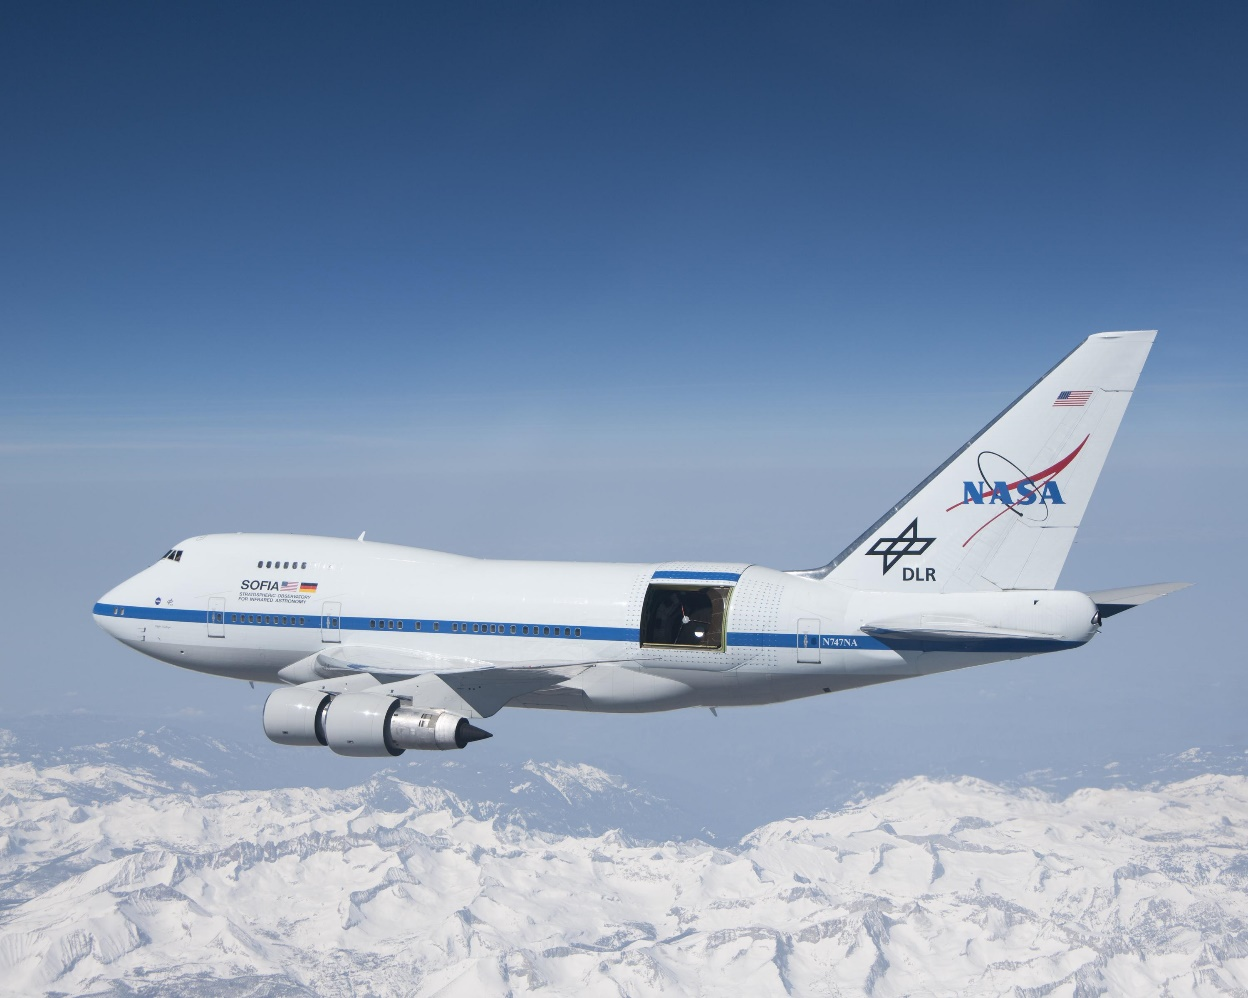 SOFIA
STRATOSPHERIC OBSERVATORY
FOR INFRARED ASTRONOMY
N747NA
NASA
DLR